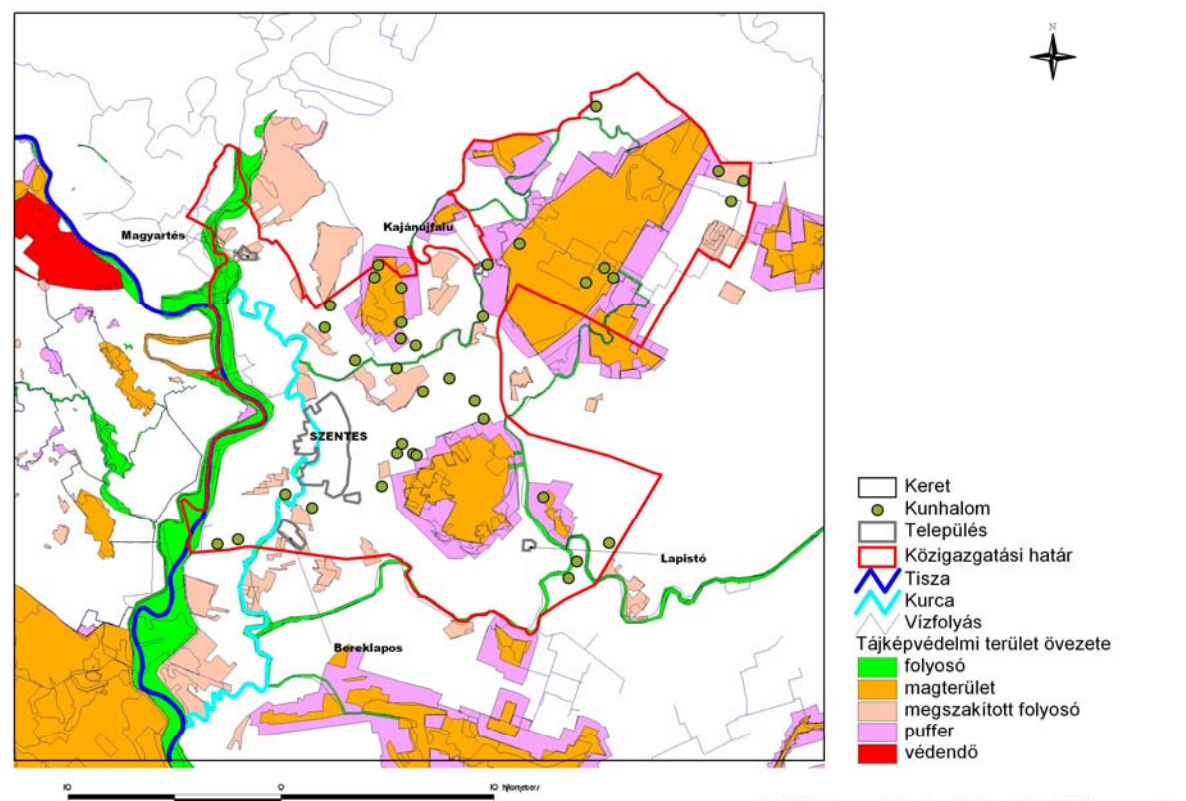 N
Magyartés
Kajánújfalu
SZENTES
Lapistó
Bereklapos
Keret
Kunhalom
Település
Közigazgatási határ
Tisza
Kurca
Vízfolyás
Tájképvédelmi terület övezete
folyosó
magterület
megszakított folyosó
puffer
védendő
10 0 10